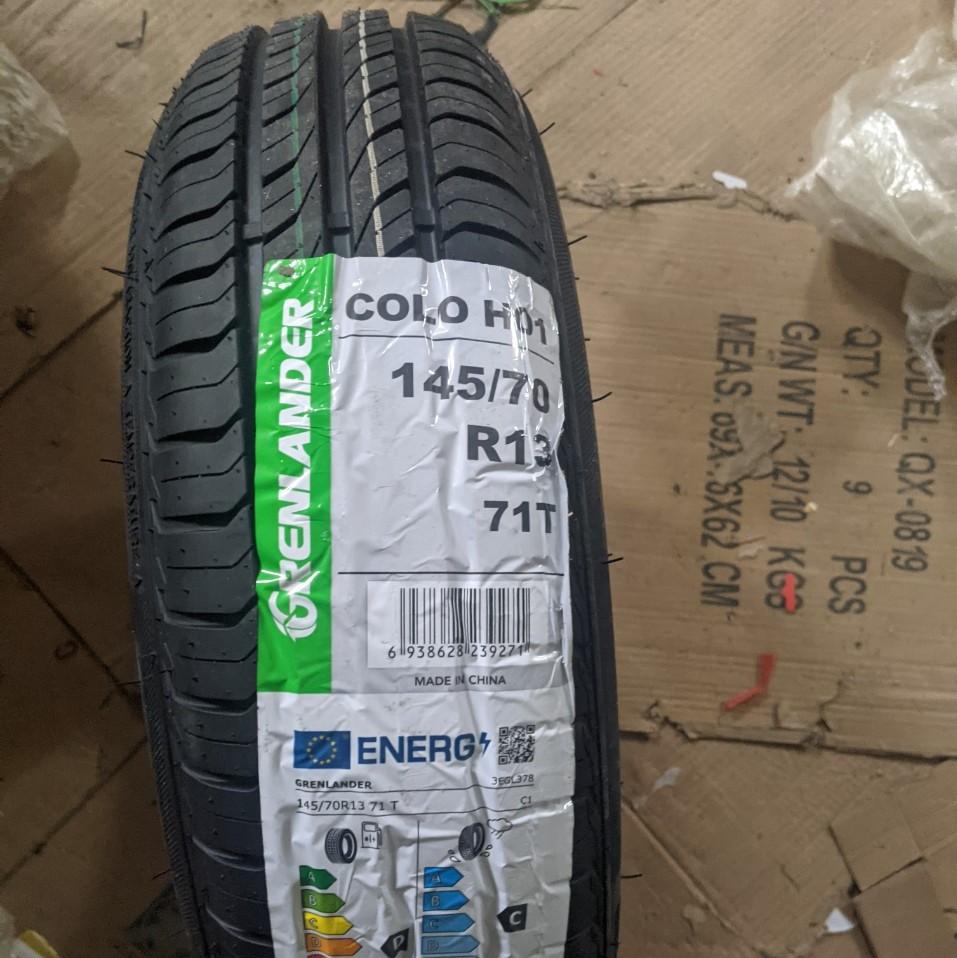 GRENLANDER
COLO H01
145/70
R13
71T
6 938628 239271
MADE IN CHINA
ENERG
GRENLANDER
3EGL378
145/70R13 71 T
C1
A
B
C
D
D
A
B
C
D
C
MODEL: QX-0819
QTY: 9 PCS
G/N WT: 12/10 KGS
CM